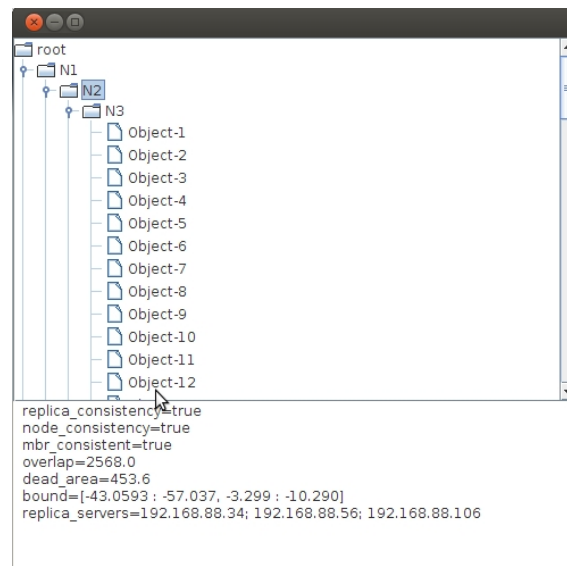 root
N1
N2
N3
Object-1
Object-2
Object-3
Object-4
Object-5
Object-6
Object-7
Object-8
Object-9
Object-10
Object-11
Object-12
replica_consistency=true
node_consistency=true
mbr_consistent=true
overlap=2568.0
dead_area=453.6
bound=[-43.0593 : -57.037, -3.299 : -10.290]
replica_servers=192.168.88.34; 192.168.88.56; 192.168.88.106